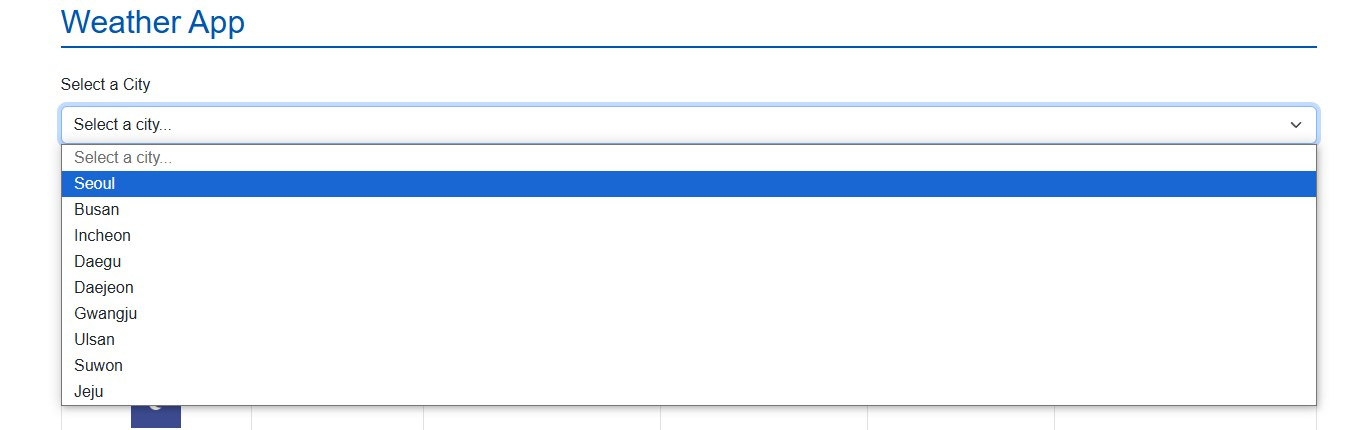 Weather App
Select a City
Select a city...
Select a city...
Seoul
Busan
Incheon
Daegu
Daejeon
Gwangju
Ulsan
Suwon
Jeju